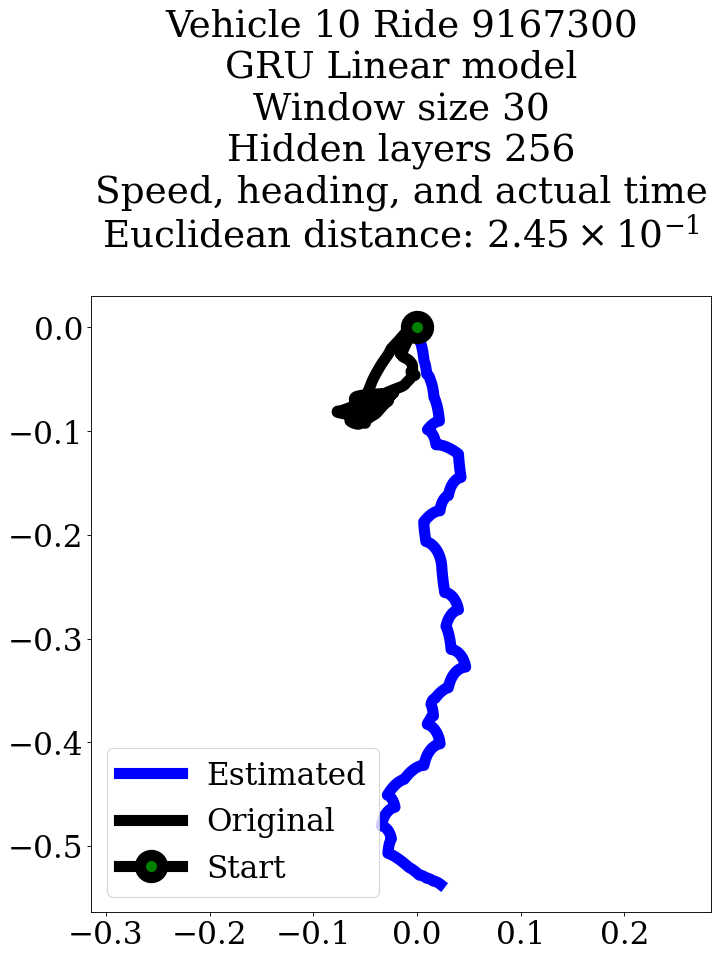 Vehicle 10 Ride 9167300
GRU Linear model
Window size 30
Hidden layers 256
Speed, heading, and actual time
Euclidean distance: 2.45 × 10⁻¹
0.0
−0.1
−0.2
−0.3
−0.4
−0.5
Estimated
Original
Start
−0.3 −0.2 −0.1 0.0 0.1 0.2